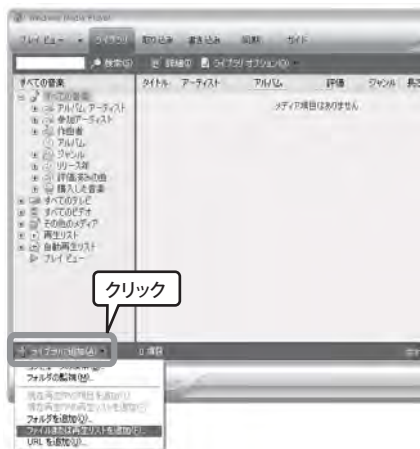 Windows Media Player
プレイ ビュー ライブラリ 取り込み 書き込み 同期 ガイド
検索(S) 詳細(I) ライブラリ オプション(O)
すべての音楽 タイトル アーティスト アルバム 評価 ジャンル 長さ
メディア項目はありません
すべての音楽
アルバム アーティスト
参加アーティスト
作曲者
アルバム
ジャンル
リリース年
評価済みの曲
購入した音楽
すべてのテレビ
すべてのビデオ
その他のメディア
再生リスト
自動再生リスト
プレイ ビュー
クリック
ライブラリに追加(A) 0 項目
フォルダの監視(W)...
フォルダを追加(O)...
ファイルまたは再生リストを追加(F)...
URL を追加(U)...